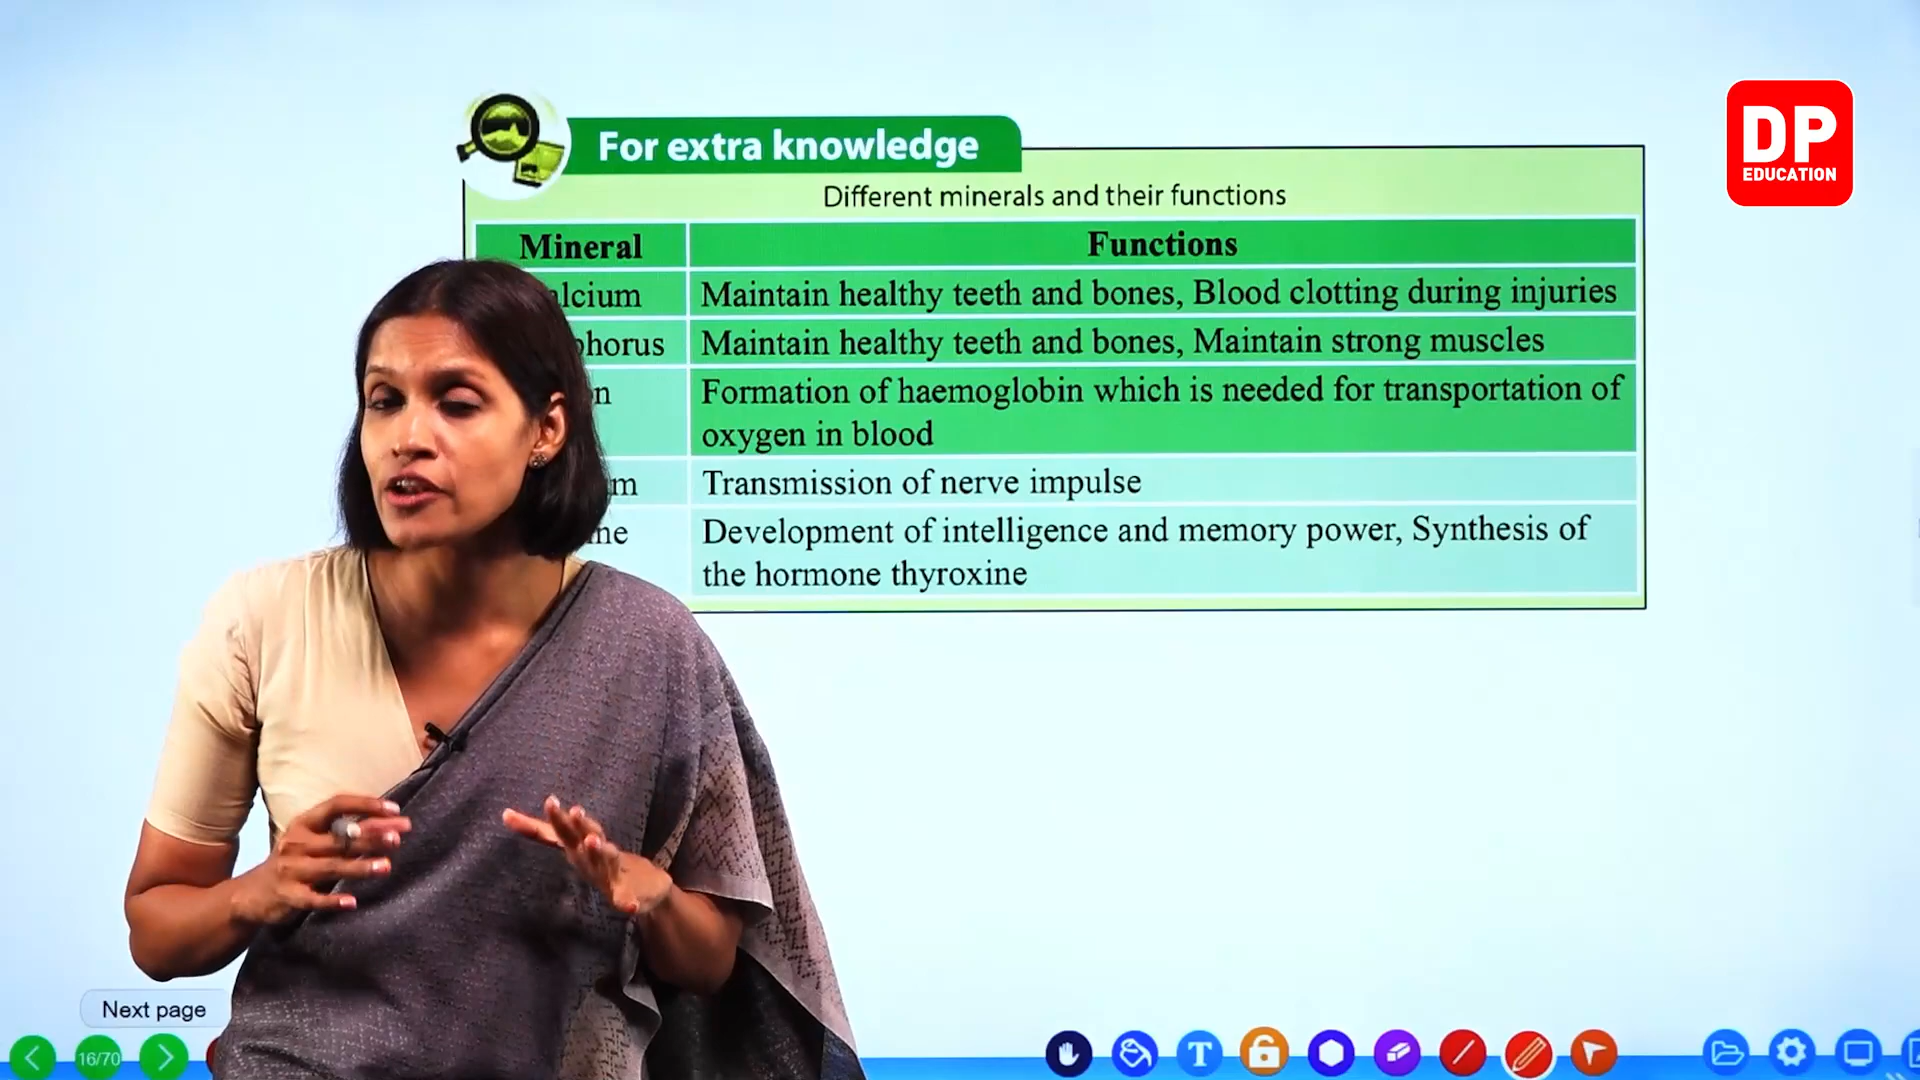 DP
EDUCATION
For extra knowledge
Different minerals and their functions
Mineral Functions
alcium Maintain healthy teeth and bones, Blood clotting during injuries
phorus Maintain healthy teeth and bones, Maintain strong muscles
n Formation of haemoglobin which is needed for transportation of
oxygen in blood
m Transmission of nerve impulse
ne Development of intelligence and memory power, Synthesis of
the hormone thyroxine
Next page
16/70
T